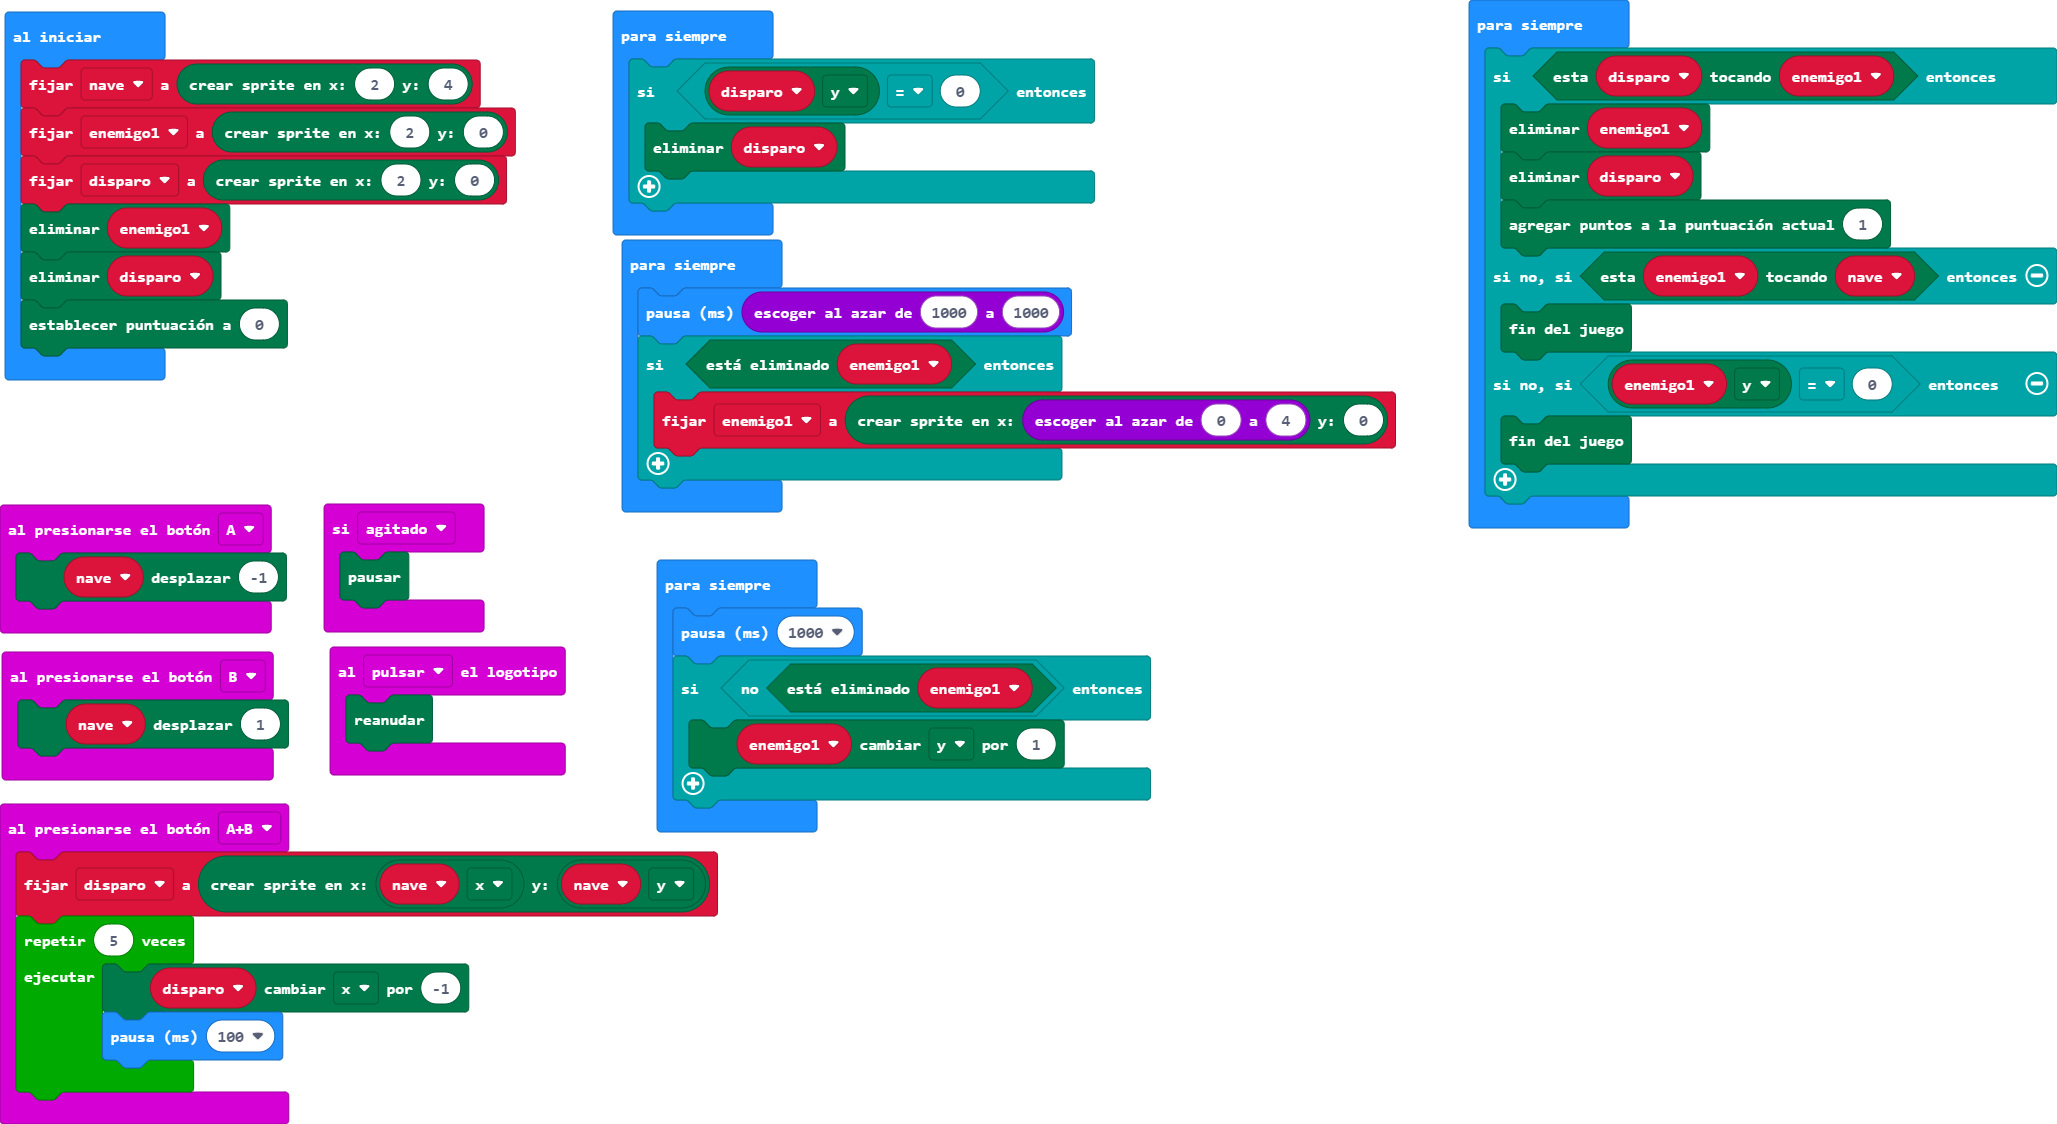 al iniciar
fijar nave a crear sprite en x: 2 y: 4
fijar enemigo1 a crear sprite en x: 2 y: 0
fijar disparo a crear sprite en x: 2 y: 0
eliminar enemigo1
eliminar disparo
establecer puntuación a 0
para siempre
si disparo y = 0 entonces
eliminar disparo
para siempre
pausa (ms) escoger al azar de 1000 a 1000
si está eliminado enemigo1 entonces
fijar enemigo1 a crear sprite en x: escoger al azar de 0 a 4 y: 0
para siempre
si esta disparo tocando enemigo1 entonces
eliminar enemigo1
eliminar disparo
agregar puntos a la puntuación actual 1
si no, si esta enemigo1 tocando nave entonces
fin del juego
si no, si enemigo1 y = 0 entonces
fin del juego
al presionarse el botón A
nave desplazar -1
si agitado
pausar
al presionarse el botón B
nave desplazar 1
al pulsar el logotipo
reanudar
para siempre
pausa (ms) 1000
si no está eliminado enemigo1 entonces
enemigo1 cambiar y por 1
al presionarse el botón A+B
fijar disparo a crear sprite en x: nave x y: nave y
repetir 5 veces
ejecutar disparo cambiar x por -1
pausa (ms) 100